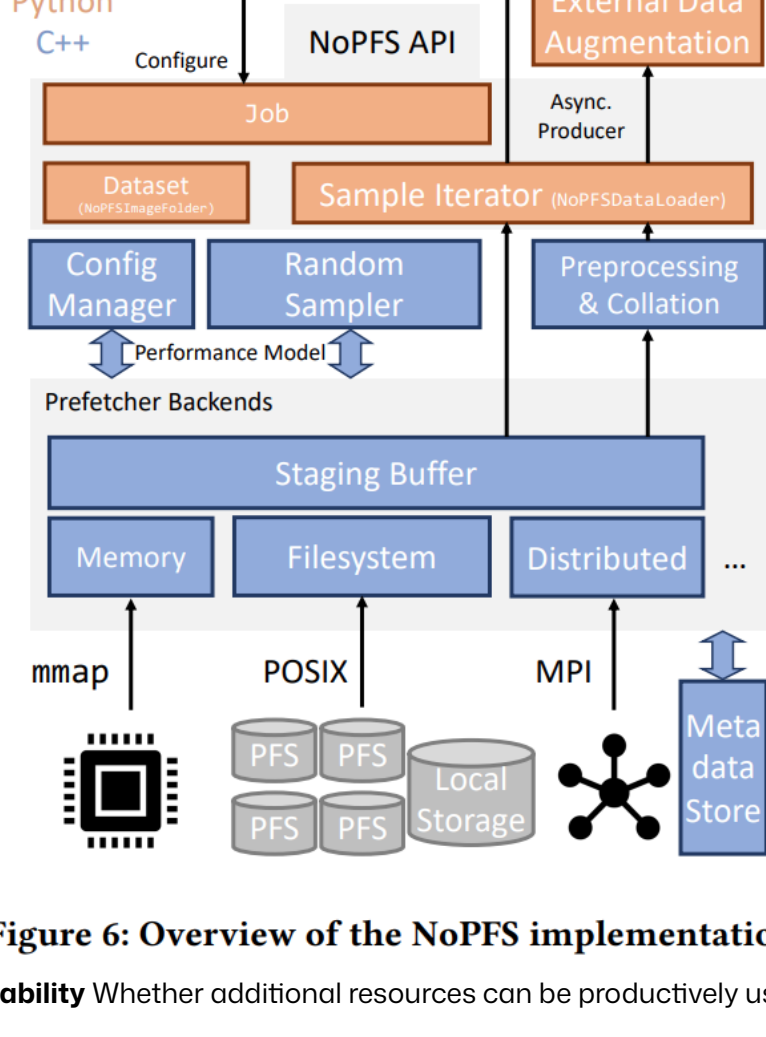 Python
C++
Configure
NoPFS API
External Data
Augmentation
Job
Async.
Producer
Dataset
(NoPFSImageFolder)
Sample Iterator (NoPFSDataLoader)
Config
Manager
Random
Sampler
Preprocessing
& Collation
Performance Model
Prefetcher Backends
Staging Buffer
Memory
Filesystem
Distributed
...
mmap
POSIX
MPI
PFS
PFS
PFS
PFS
Local
Storage
Meta
data
Store
Figure 6: Overview of the NoPFS implementatio
ability Whether additional resources can be productively us